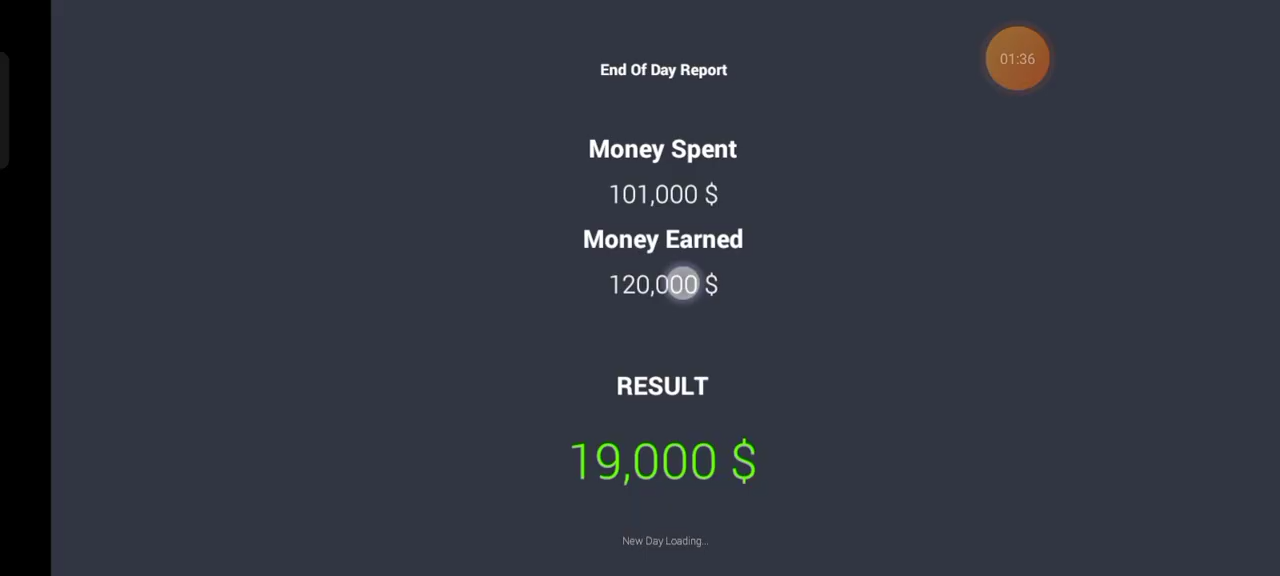 End Of Day Report
01:36
Money Spent
101,000 $
Money Earned
120,000 $
RESULT
19,000 $
New Day Loading...